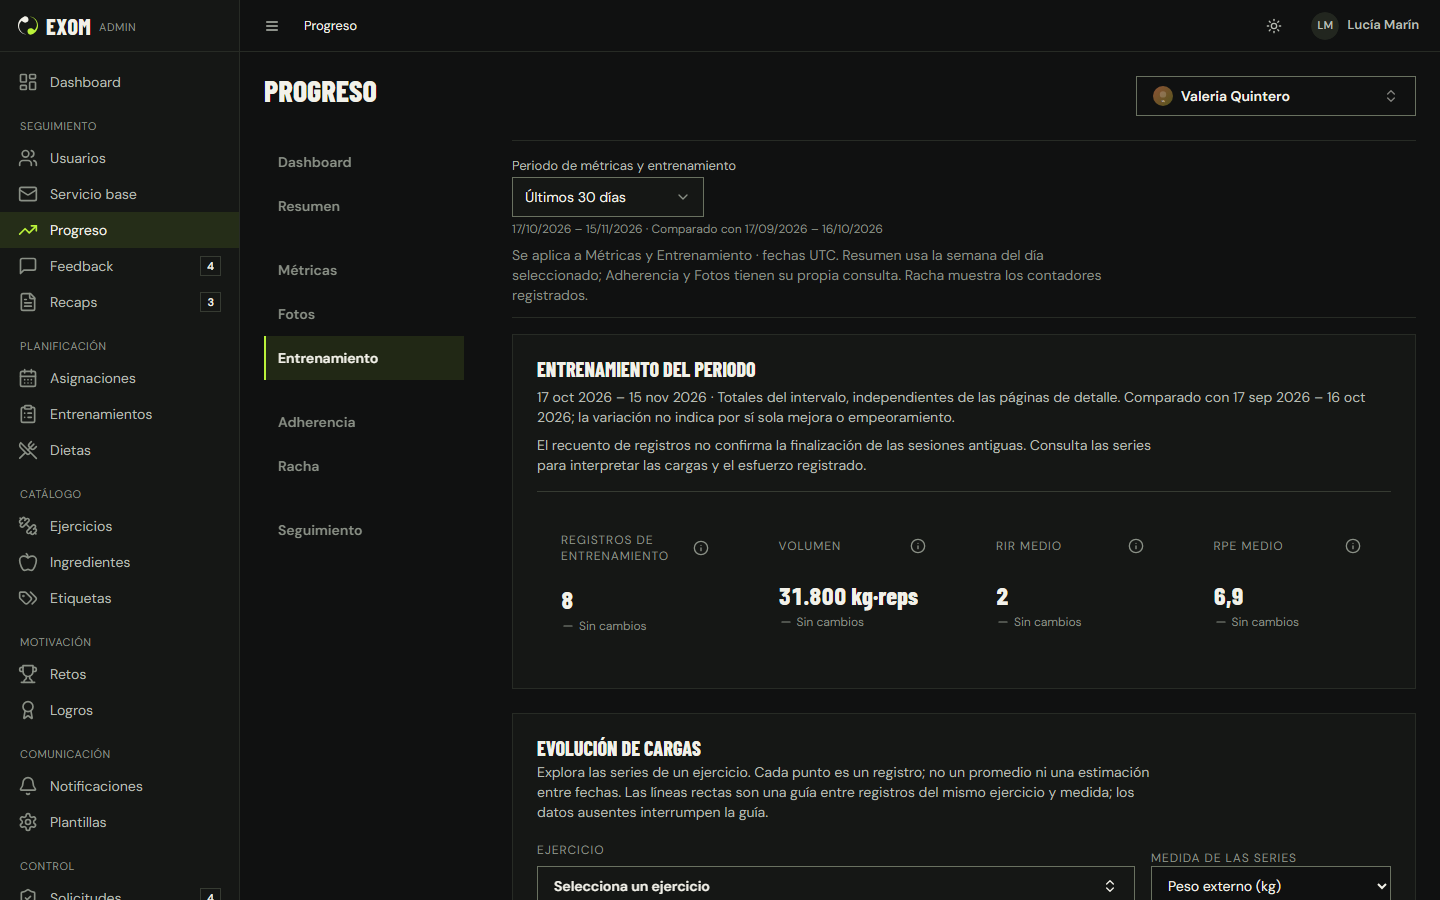 EXOM ADMIN
Progreso
LM Lucía Marín
Dashboard
SEGUIMIENTO
Usuarios
Servicio base
Progreso
Feedback 4
Recaps 3
PLANIFICACIÓN
Asignaciones
Entrenamientos
Dietas
CATÁLOGO
Ejercicios
Ingredientes
Etiquetas
MOTIVACIÓN
Retos
Logros
COMUNICACIÓN
Notificaciones
Plantillas
CONTROL
Solicitudes 4
PROGRESO
Valeria Quintero
Dashboard
Resumen
Métricas
Fotos
Entrenamiento
Adherencia
Racha
Seguimiento
Periodo de métricas y entrenamiento
Últimos 30 días
17/10/2026 – 15/11/2026 · Comparado con 17/09/2026 – 16/10/2026
Se aplica a Métricas y Entrenamiento · fechas UTC. Resumen usa la semana del día
seleccionado; Adherencia y Fotos tienen su propia consulta. Racha muestra los contadores
registrados.
ENTRENAMIENTO DEL PERIODO
17 oct 2026 – 15 nov 2026 · Totales del intervalo, independientes de las páginas de detalle. Comparado con 17 sep 2026 – 16 oct
2026; la variación no indica por sí sola mejora o empeoramiento.
El recuento de registros no confirma la finalización de las sesiones antiguas. Consulta las series
para interpretar las cargas y el esfuerzo registrado.
REGISTROS DE
ENTRENAMIENTO
8
— Sin cambios
VOLUMEN
31.800 kg·reps
— Sin cambios
RIR MEDIO
2
— Sin cambios
RPE MEDIO
6,9
— Sin cambios
EVOLUCIÓN DE CARGAS
Explora las series de un ejercicio. Cada punto es un registro; no un promedio ni una estimación
entre fechas. Las líneas rectas son una guía entre registros del mismo ejercicio y medida; los
datos ausentes interrumpen la guía.
EJERCICIO
Selecciona un ejercicio
MEDIDA DE LAS SERIES
Peso externo (kg)